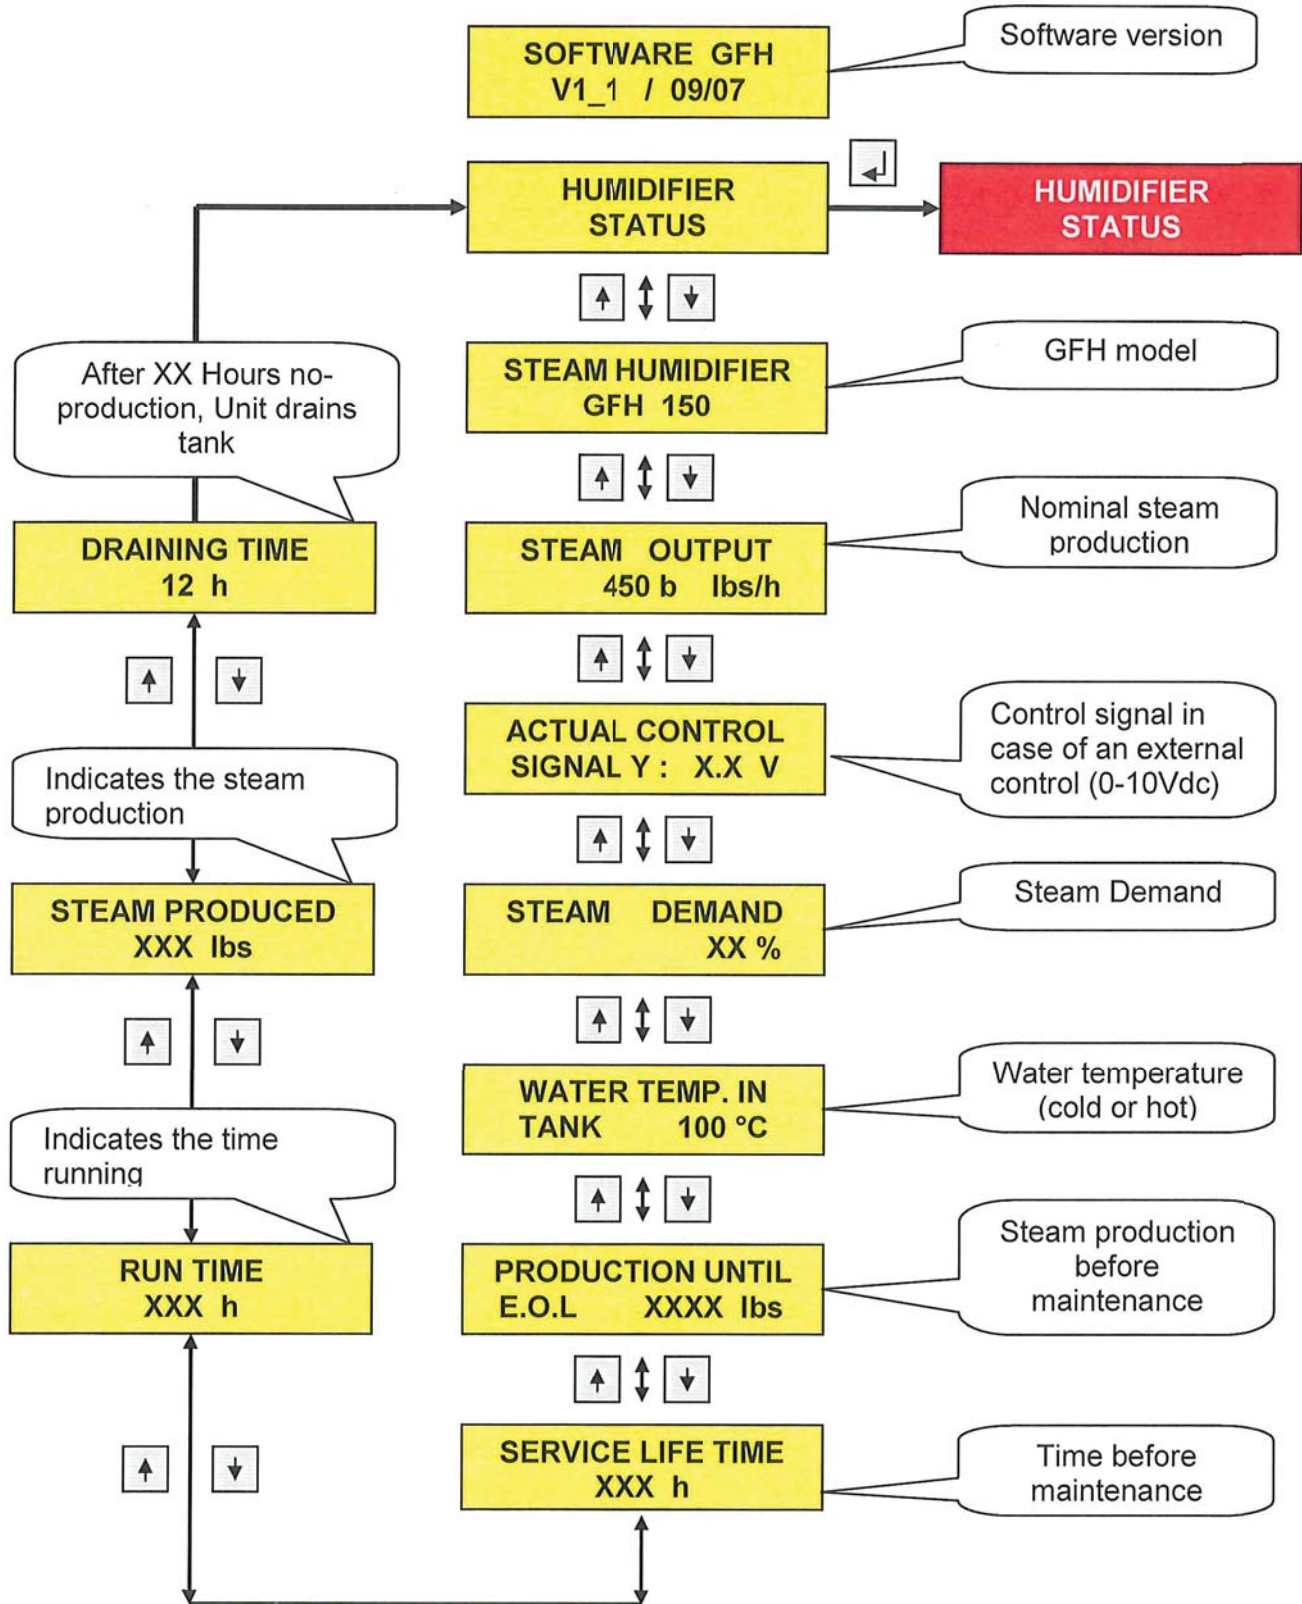 SOFTWARE GFH
V1_1 / 09/07
Software version
HUMIDIFIER
STATUS
HUMIDIFIER
STATUS
STEAM HUMIDIFIER
GFH 150
GFH model
After XX Hours no-
production, Unit drains
tank
STEAM OUTPUT
450 b lbs/h
Nominal steam
production
DRAINING TIME
12 h
ACTUAL CONTROL
SIGNAL Y : X.X V
Control signal in
case of an external
control (0-10Vdc)
Indicates the steam
production
STEAM PRODUCED
XXX lbs
STEAM DEMAND
XX %
Steam Demand
WATER TEMP. IN
TANK 100 °C
Water temperature
(cold or hot)
Indicates the time
running
RUN TIME
XXX h
PRODUCTION UNTIL
E.O.L XXXX lbs
Steam production
before
maintenance
SERVICE LIFE TIME
XXX h
Time before
maintenance